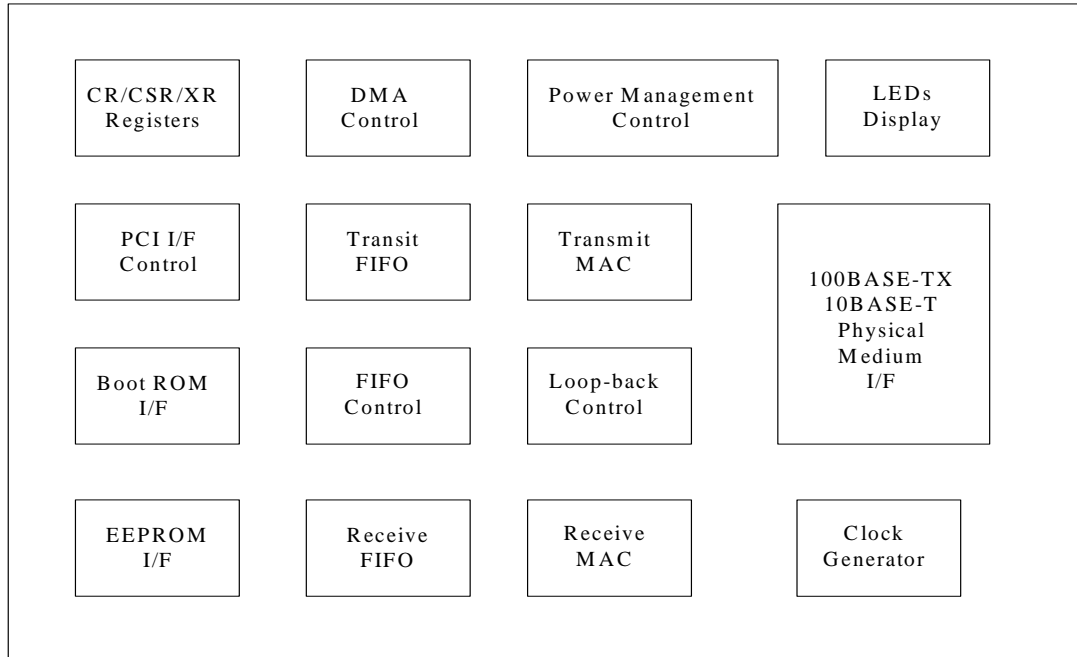 CR/CSR/XR
Registers
DMA
Control
Power Management
Control
LEDs
Display
PCI I/F
Control
Transit
FIFO
Transmit
MAC
100BASE-TX
10BASE-T
Physical
Medium
I/F
Boot ROM
I/F
FIFO
Control
Loop-back
Control
EEPROM
I/F
Receive
FIFO
Receive
MAC
Clock
Generator